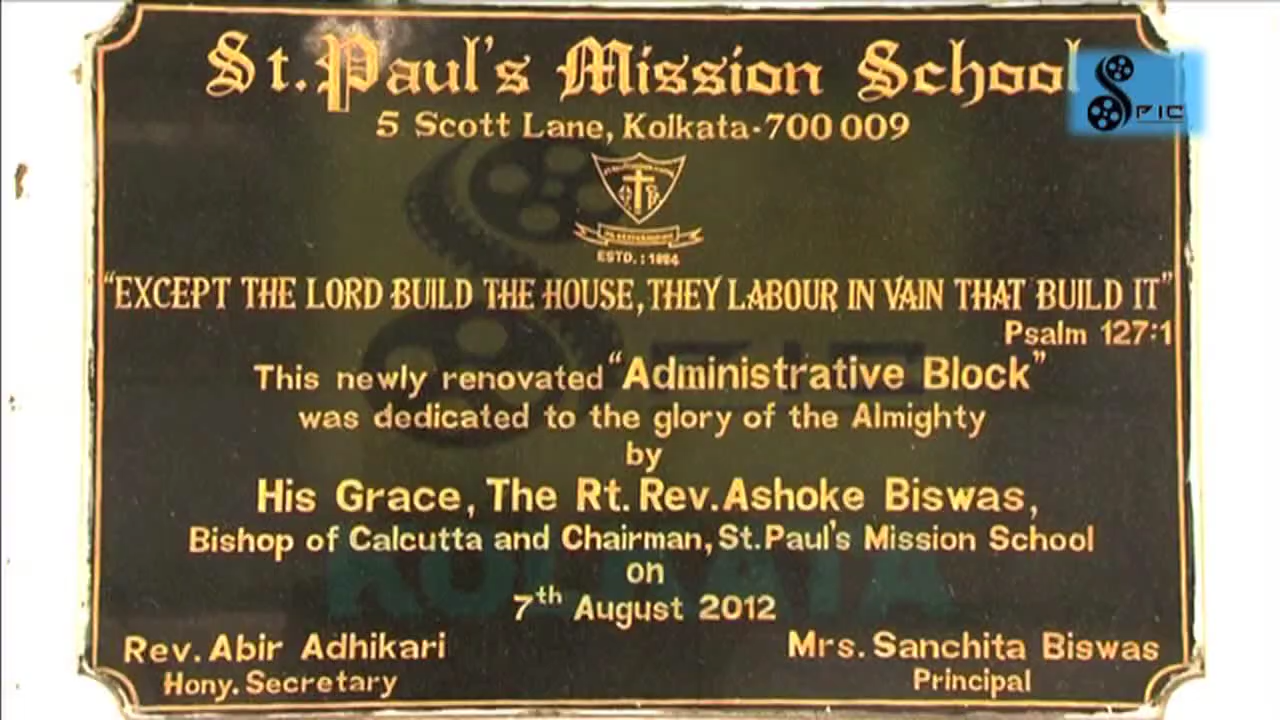 St. Paul's Mission School
PIC
5 Scott Lane, Kolkata-700 009
ESTD. : 1894
"EXCEPT THE LORD BUILD THE HOUSE, THEY LABOUR IN VAIN THAT BUILD IT"
Psalm 127:1
This newly renovated "Administrative Block"
was dedicated to the glory of the Almighty
by
His Grace, The Rt. Rev. Ashoke Biswas,
Bishop of Calcutta and Chairman, St. Paul's Mission School
on
7th August 2012
KOLKATA
Rev. Abir Adhikari
Mrs. Sanchita Biswas
Hony. Secretary
Principal